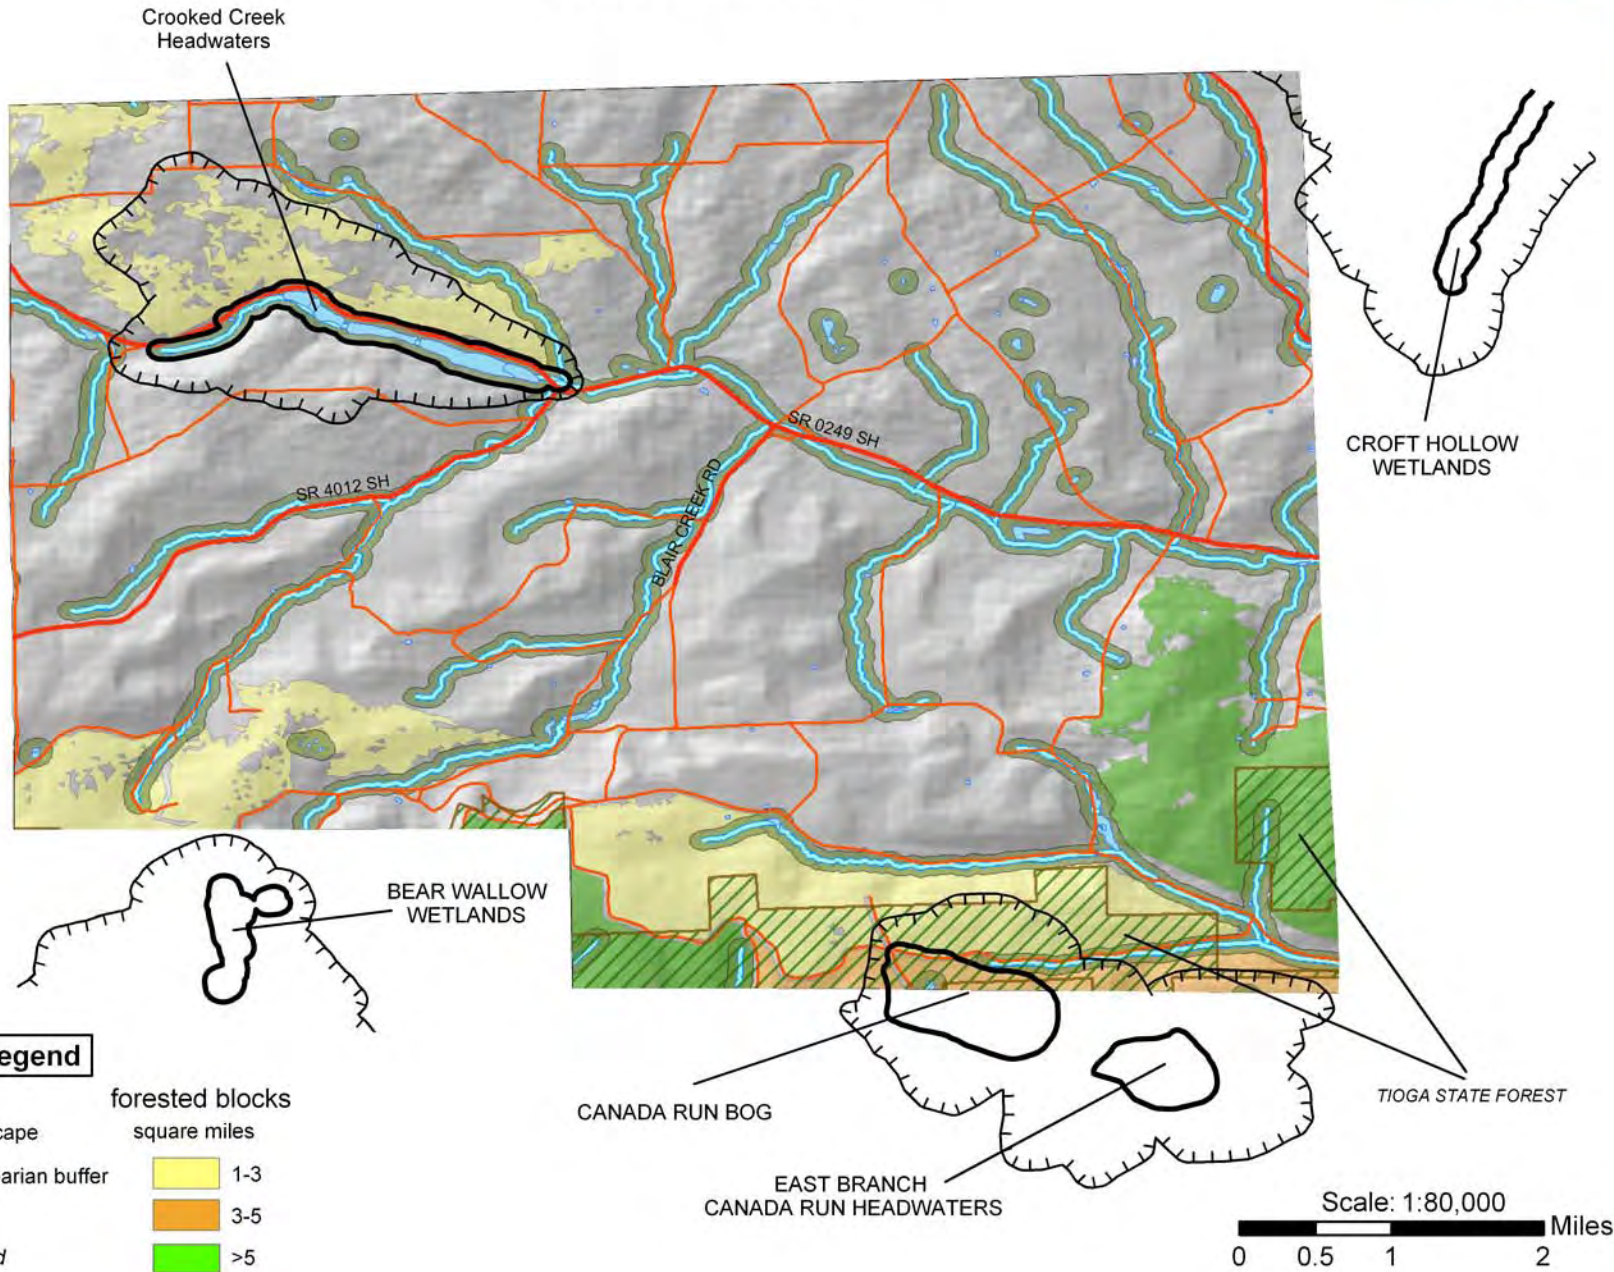 Crooked Creek
Headwaters
CROFT HOLLOW
WETLANDS
SR 0249 SH
SR 4012 SH
BLAIR CREEK RD
BEAR WALLOW
WETLANDS
CANADA RUN BOG
EAST BRANCH
CANADA RUN HEADWATERS
TIOGA STATE FOREST
egend
forested blocks
cape
square miles
arian buffer
1-3
3-5
d
>5
Scale: 1:80,000
Miles
0 0.5 1 2